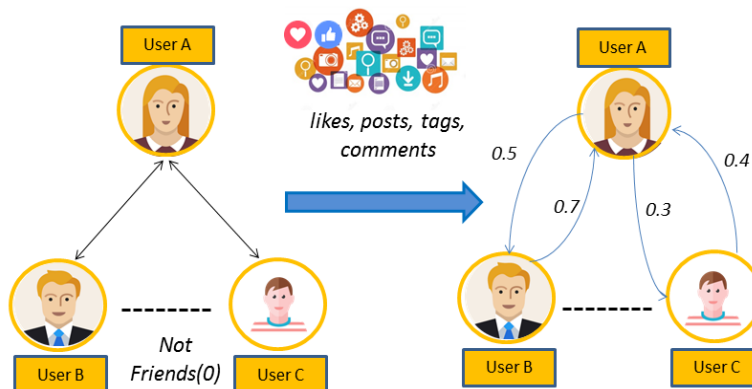 User A
User B
User C
Not
Friends(0)
likes, posts, tags,
comments
User A
0.5
0.7
0.3
0.4
User B
User C